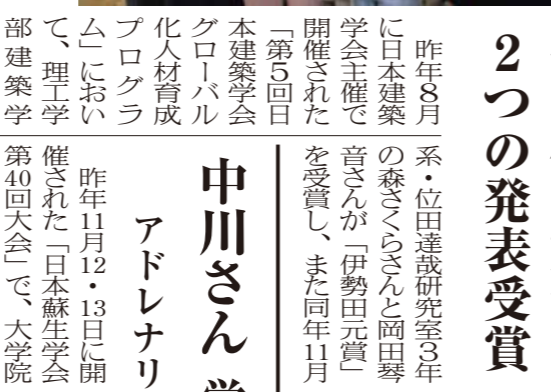 2つの発表受賞
昨年8月
に日本建築
学会主催で
開催された
「第5回日
本建築学会
グローバル
化人材育成
プログラ
ム」におい
て、理工学
部建築学
系・位田達哉研究室3年
の森さくらさんと岡田琴
音さんが「伊勢田元賞」
を受賞し、また同年11月
中川さん
アドレナリ
昨年11月12・13日に開
催された「日本蘇生学会
第40回大会」で、大学院